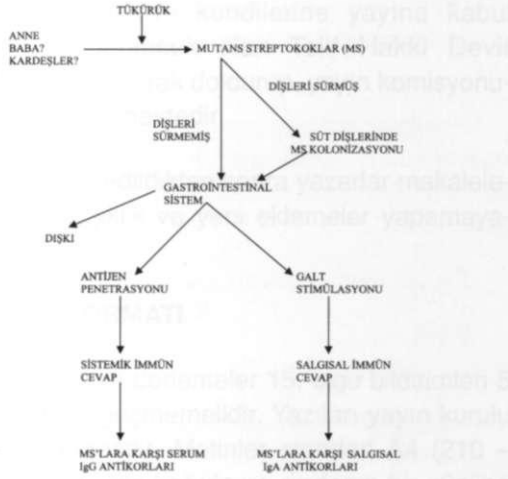 TÜKÜRÜK
ANNE
BABA?
KARDEŞLER?
MUTANS STREPTOKOKLAR (MS)
DİŞLERİ SÜRMÜŞ
DİŞLERİ
SÜRMEMİŞ
SÜT DİŞLERİNDE
MS KOLONİZASYONU
GASTROİNTESTİNAL
SİSTEM
DIŞKI
ANTİJEN
PENETRASYONU
GALT
STİMÜLASYONU
SİSTEMİK İMMÜN
CEVAP
SALGISAL İMMÜN
CEVAP
MS'LARA KARŞI SERUM
IgG ANTİKORLARI
MS'LARA KARŞI SALGISAL
IgA ANTİKORLARI